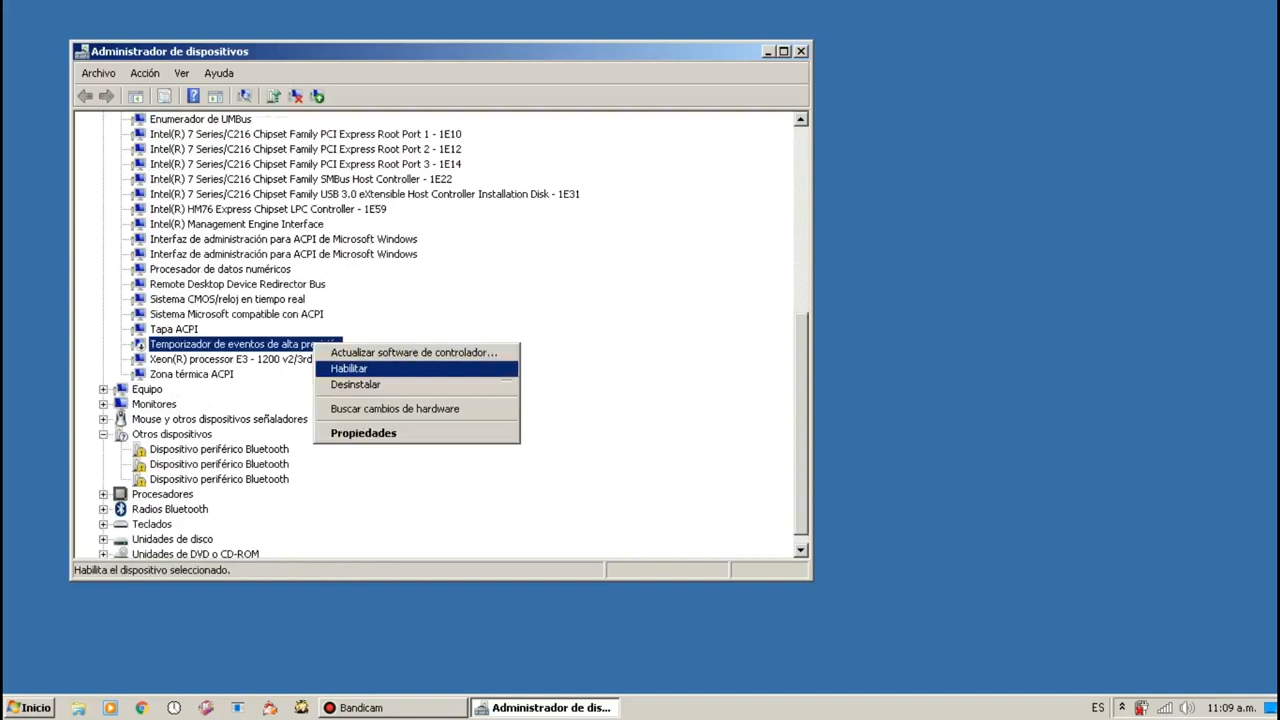 Administrador de dispositivos
Archivo Acción Ver Ayuda
Enumerador de UMBus
Intel(R) 7 Series/C216 Chipset Family PCI Express Root Port 1 - 1E10
Intel(R) 7 Series/C216 Chipset Family PCI Express Root Port 2 - 1E12
Intel(R) 7 Series/C216 Chipset Family PCI Express Root Port 3 - 1E14
Intel(R) 7 Series/C216 Chipset Family SMBus Host Controller - 1E22
Intel(R) 7 Series/C216 Chipset Family USB 3.0 eXtensible Host Controller Installation Disk - 1E31
Intel(R) HM76 Express Chipset LPC Controller - 1E59
Intel(R) Management Engine Interface
Interfaz de administración para ACPI de Microsoft Windows
Interfaz de administración para ACPI de Microsoft Windows
Procesador de datos numéricos
Remote Desktop Device Redirector Bus
Sistema CMOS/reloj en tiempo real
Sistema Microsoft compatible con ACPI
Tapa ACPI
Temporizador de eventos de alta
Xeon(R) processor E3 - 1200 v2/3rd
Zona térmica ACPI
Equipo
Monitores
Mouse y otros dispositivos señaladores
Otros dispositivos
Dispositivo periférico Bluetooth
Dispositivo periférico Bluetooth
Dispositivo periférico Bluetooth
Procesadores
Radios Bluetooth
Teclados
Unidades de disco
Unidades de DVD o CD-ROM
Actualizar software de controlador...
Habilitar
Desinstalar
Buscar cambios de hardware
Propiedades
Habilita el dispositivo seleccionado.
Inicio Bandicam Administrador de dis... ES 11:09 a.m.